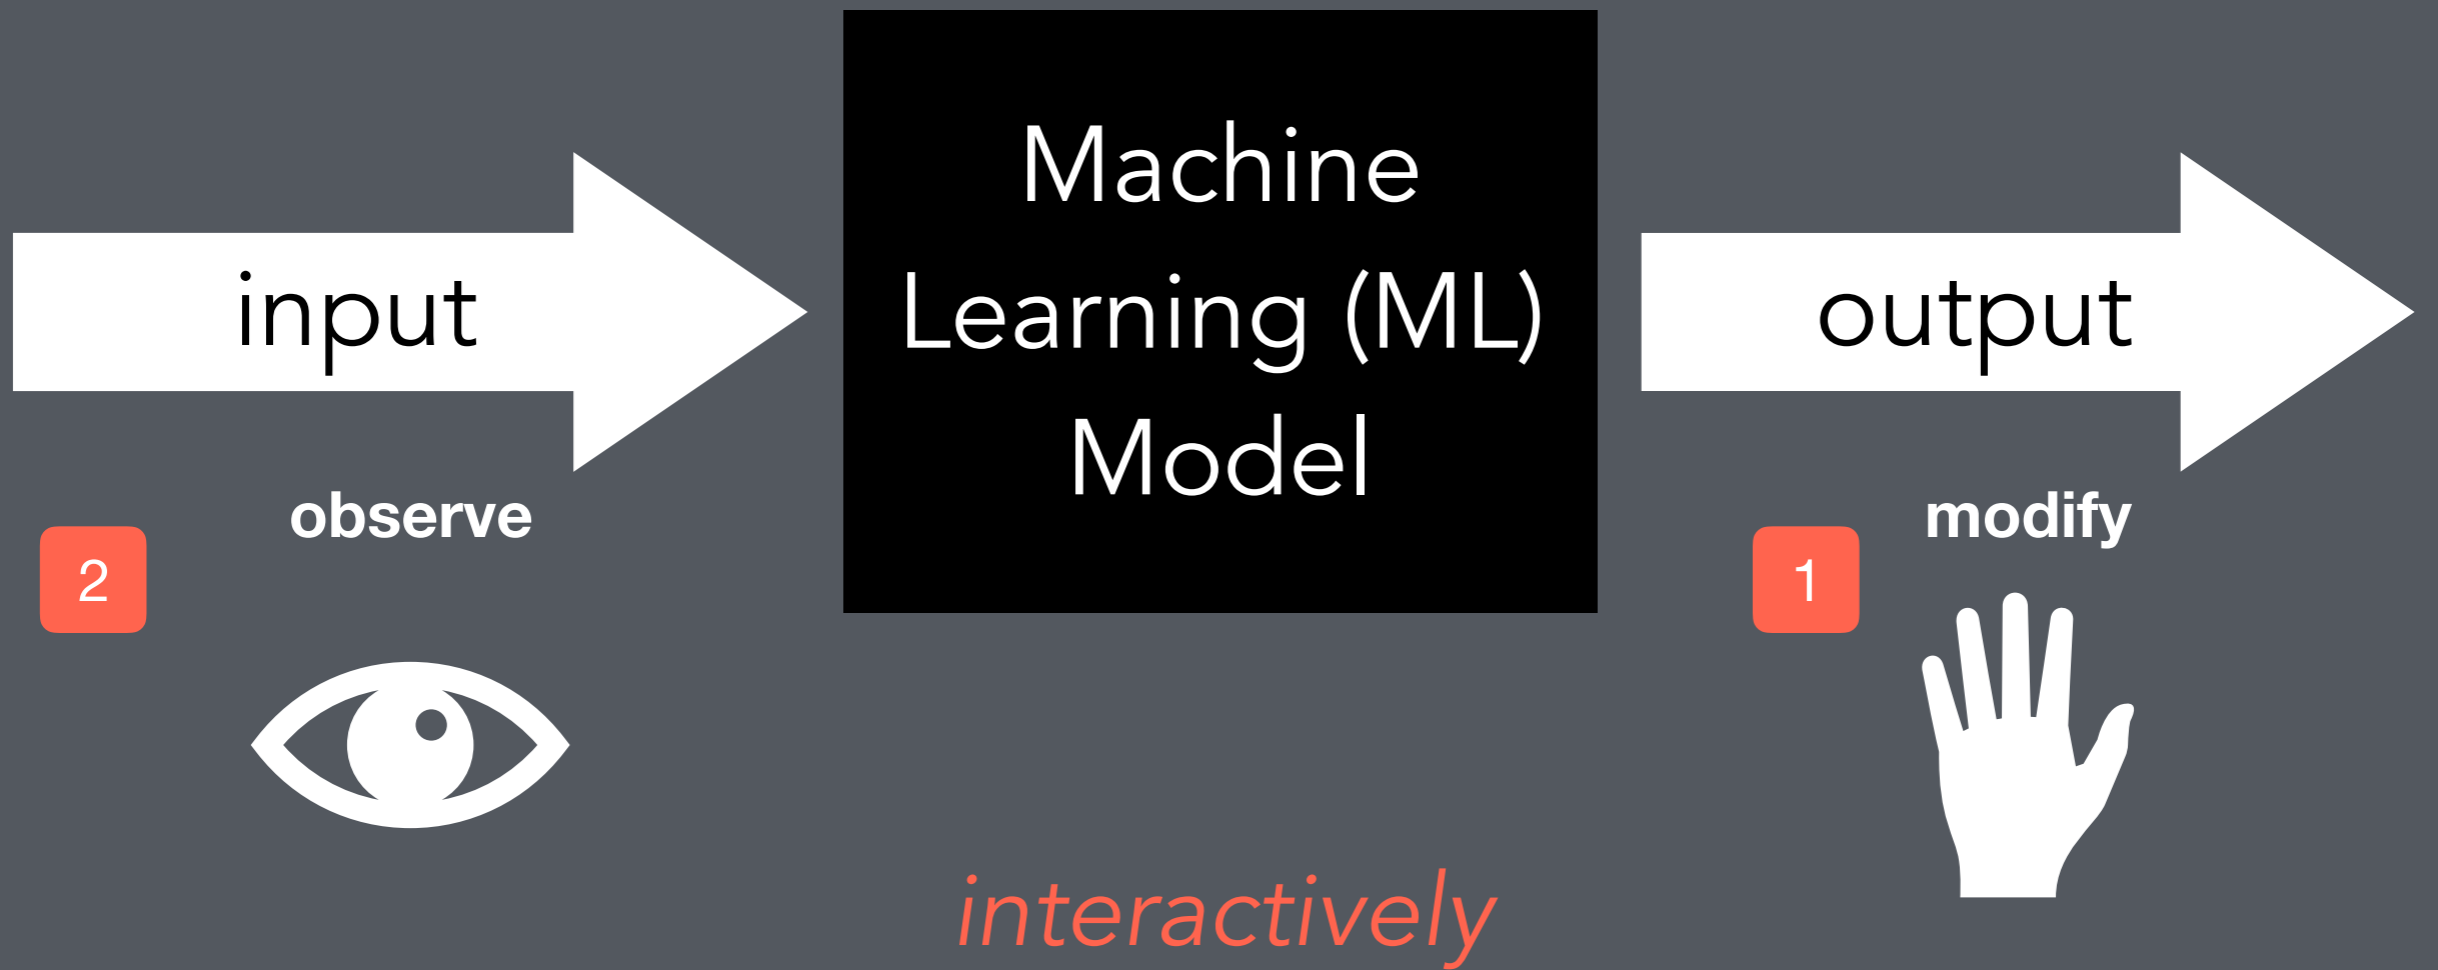 input
Machine
Learning (ML)
Model
output
observe
2
modify
1
interactively